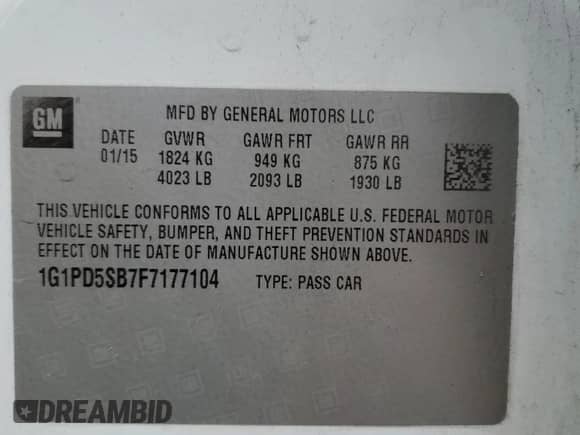 GM ®
MFD BY GENERAL MOTORS LLC
DATE GVWR GAWR FRT GAWR RR
01/15 1824 KG 949 KG 875 KG
4023 LB 2093 LB 1930 LB
THIS VEHICLE CONFORMS TO ALL APPLICABLE U.S. FEDERAL MOTOR
VEHICLE SAFETY, BUMPER, AND THEFT PREVENTION STANDARDS IN
EFFECT ON THE DATE OF MANUFACTURE SHOWN ABOVE.
1G1PD5SB7F7177104 TYPE: PASS CAR
DREAMBID